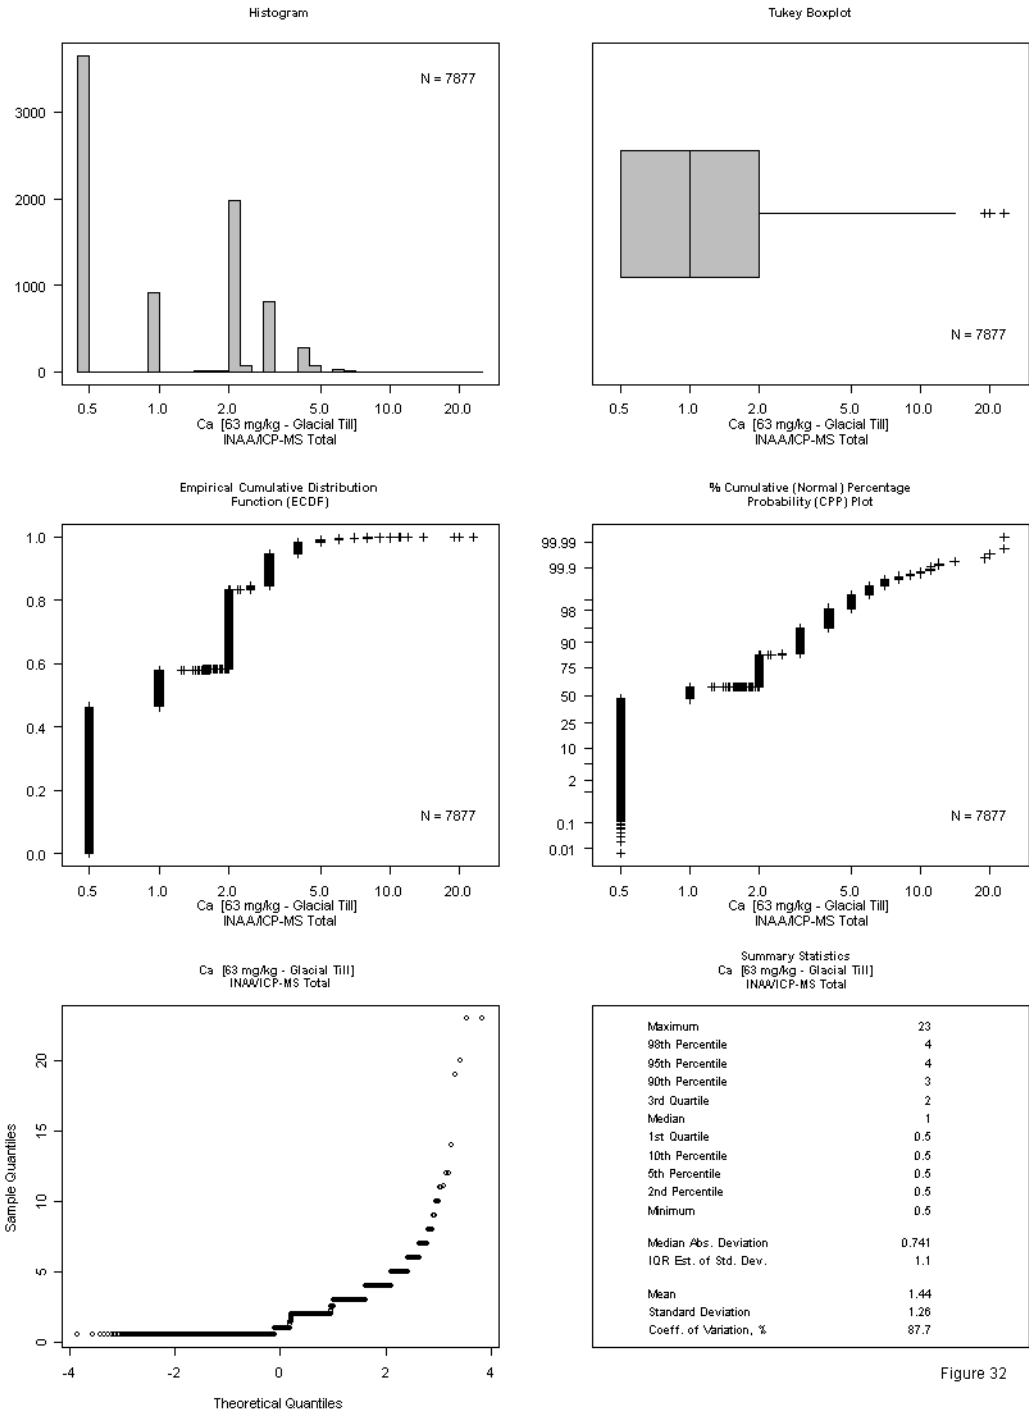 Histogram
N = 7877
3000
2000
1000
0
0.5 1.0 2.0 5.0 10.0 20.0
Ca [63 mg/kg - Glacial Till]
INAA/ICP-MS Total
Tukey Boxplot
N = 7877
0.5 1.0 2.0 5.0 10.0 20.0
Ca [63 mg/kg - Glacial Till]
INAA/ICP-MS Total
Empirical Cumulative Distribution
Function (ECDF)
1.0
0.8
0.6
0.4
0.2
0.0
N = 7877
0.5 1.0 2.0 5.0 10.0 20.0
Ca [63 mg/kg - Glacial Till]
INAA/ICP-MS Total
% Cumulative (Normal) Percentage
Probability (CPP) Plot
99.99
99.9
98
90
75
50
25
10
2
0.1
0.01
N = 7877
0.5 1.0 2.0 5.0 10.0 20.0
Ca [63 mg/kg - Glacial Till]
INAA/ICP-MS Total
Ca [63 mg/kg - Glacial Till]
INAA/ICP-MS Total
Sample Quantiles
20
15
10
5
0
-4 -2 0 2 4
Theoretical Quantiles
Summary Statistics
Ca [63 mg/kg - Glacial Till]
INAA/ICP-MS Total
Maximum 23
98th Percentile 4
95th Percentile 4
90th Percentile 3
3rd Quartile 2
Median 1
1st Quartile 0.5
10th Percentile 0.5
5th Percentile 0.5
2nd Percentile 0.5
Minimum 0.5
Median Abs. Deviation 0.741
IQR Est. of Std. Dev. 1.1
Mean 1.44
Standard Deviation 1.26
Coeff. of Variation, % 87.7
Figure 32